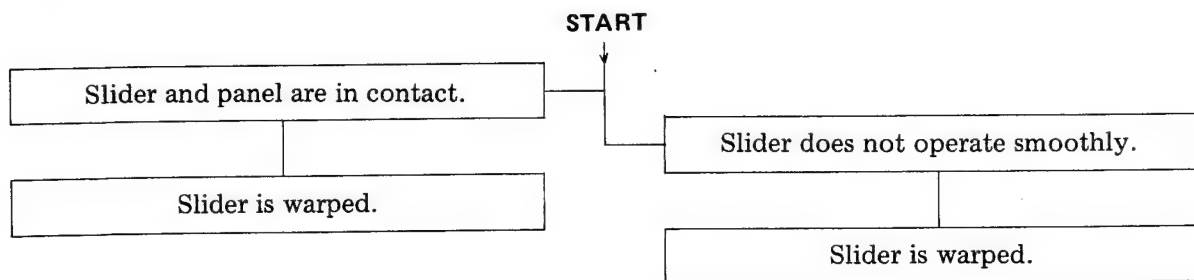 START
Slider and panel are in contact.
Slider does not operate smoothly.
Slider is warped.
Slider is warped.